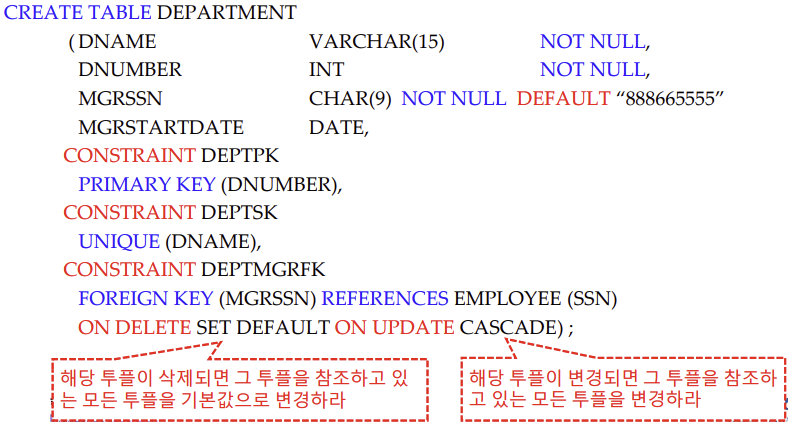 CREATE TABLE DEPARTMENT
( DNAME VARCHAR(15) NOT NULL,
DNUMBER INT NOT NULL,
MGRSSN CHAR(9) NOT NULL DEFAULT “888665555”
MGRSTARTDATE DATE,
CONSTRAINT DEPTPK
PRIMARY KEY (DNUMBER),
CONSTRAINT DEPTSK
UNIQUE (DNAME),
CONSTRAINT DEPTMGRFK
FOREIGN KEY (MGRSSN) REFERENCES EMPLOYEE (SSN)
ON DELETE SET DEFAULT ON UPDATE CASCADE) ;
해당 투플이 삭제되면 그 투플을 참조하고 있
는 모든 투플을 기본값으로 변경하라
해당 투플이 변경되면 그 투플을 참조하
고 있는 모든 투플을 변경하라